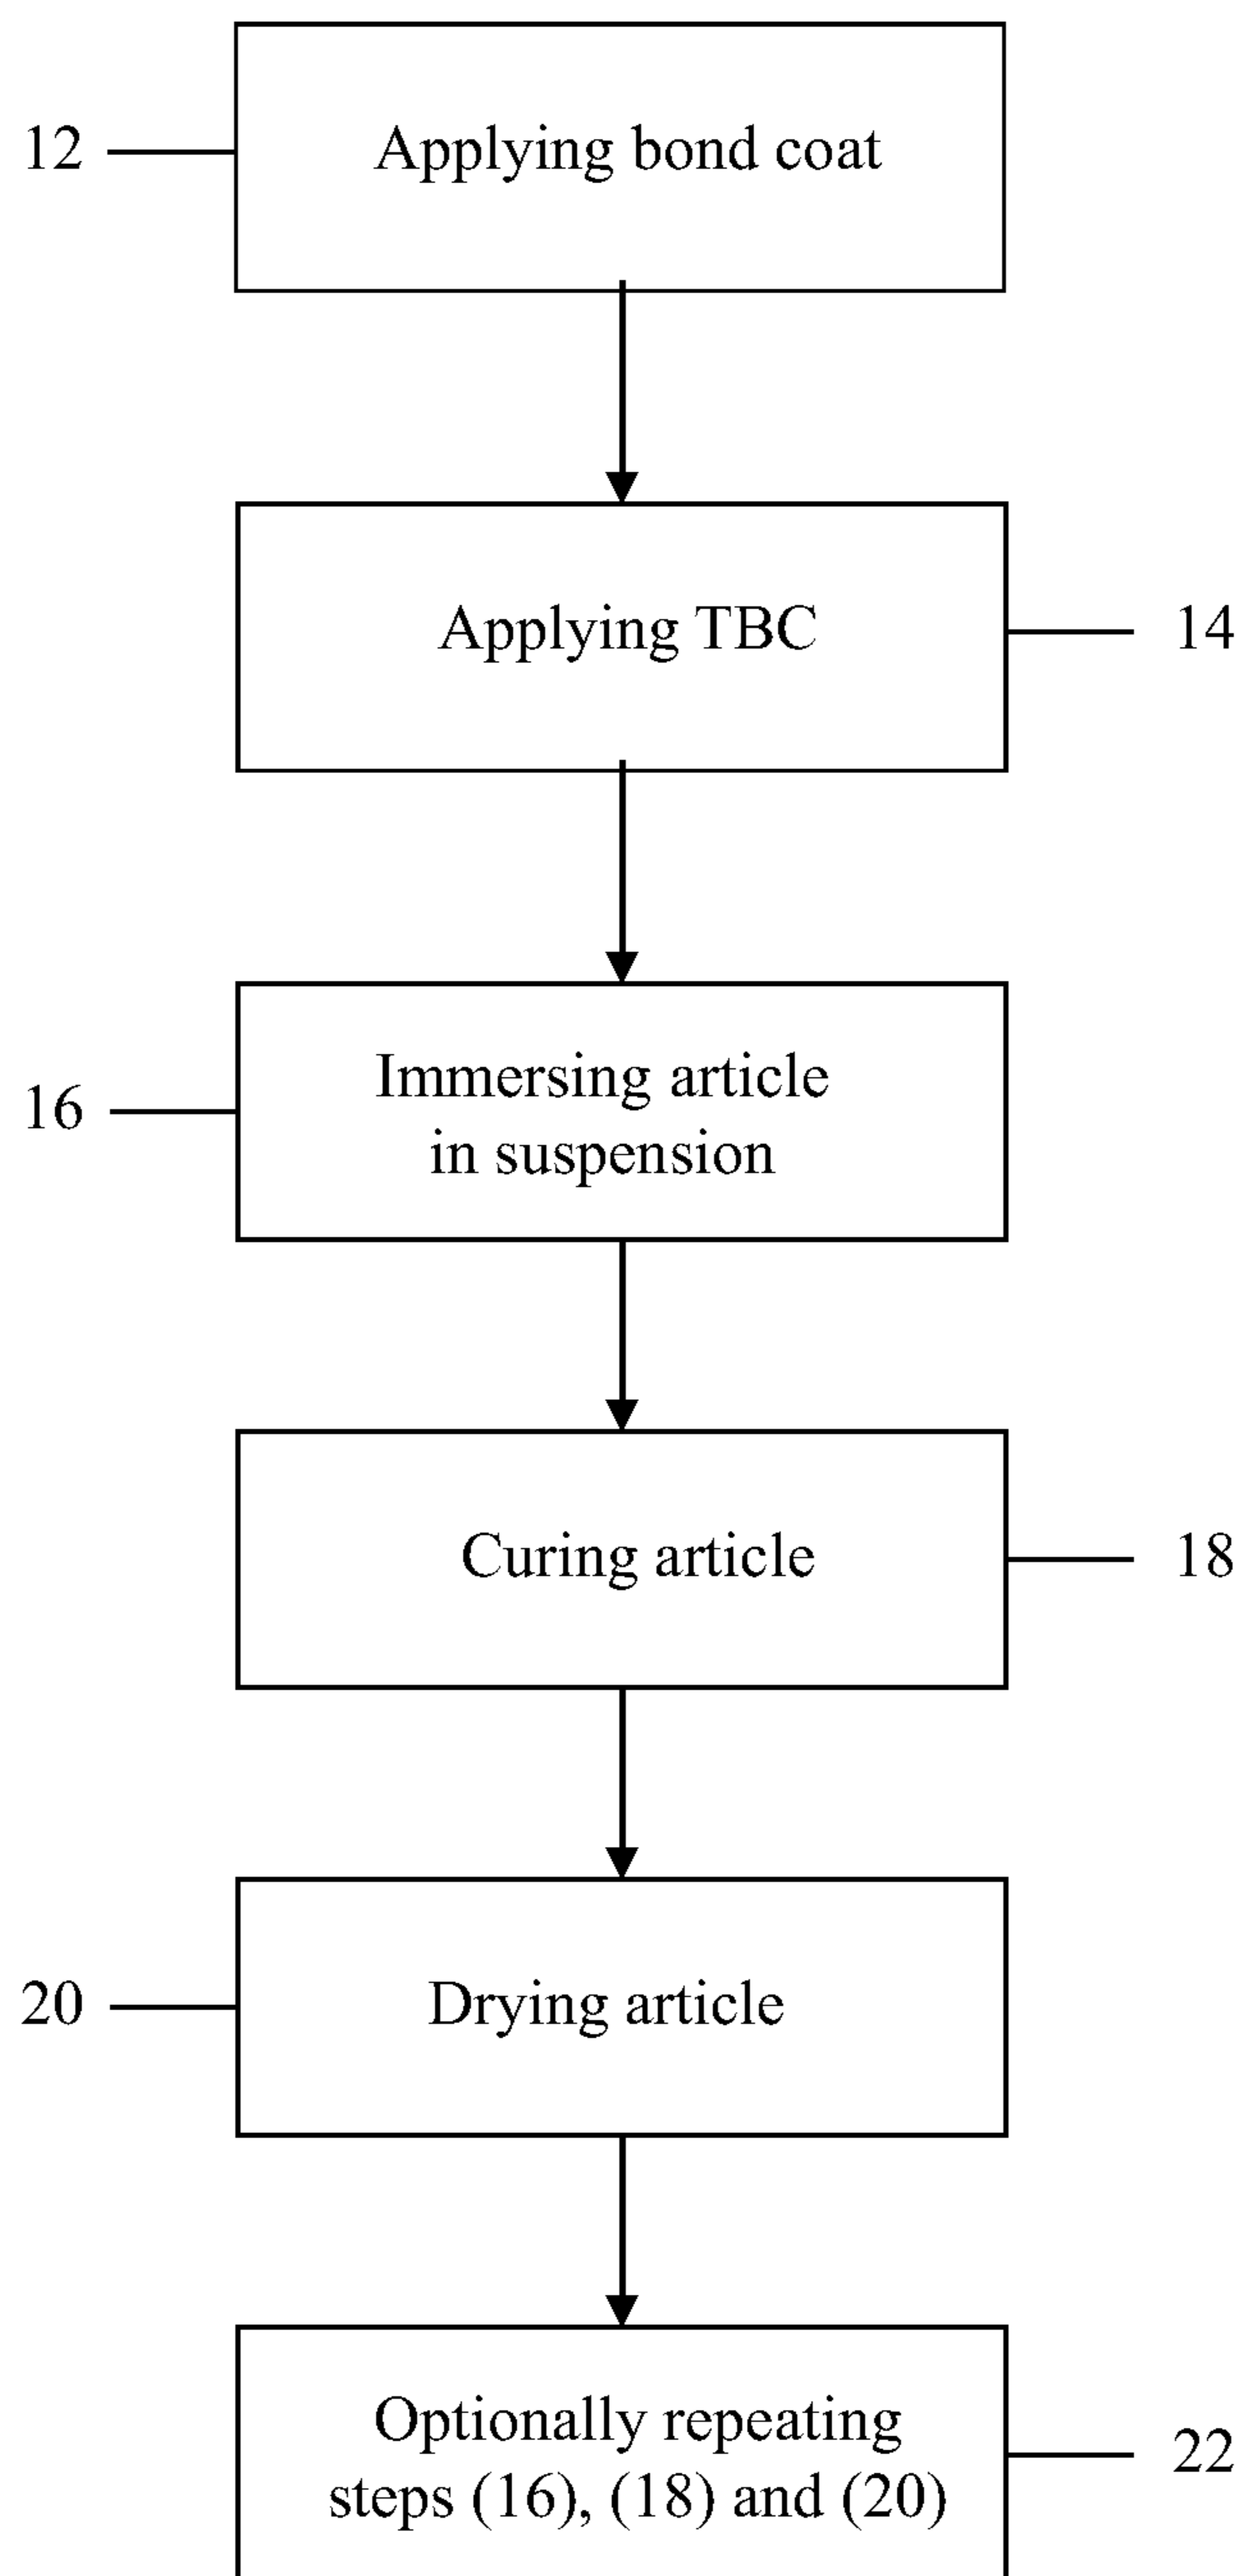 12
Applying bond coat
Applying TBC
14
16
Immersing article
in suspension
Curing article
18
20
Drying article
Optionally repeating
steps (16), (18) and (20)
22